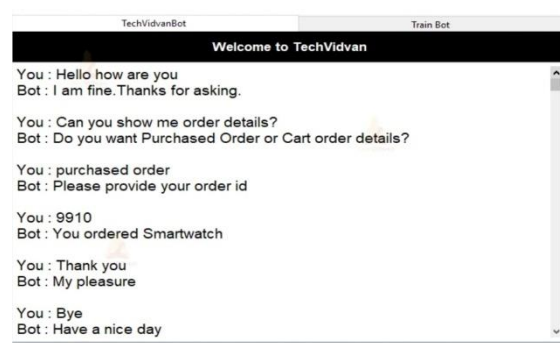 TechVidvanBot
Train Bot
Welcome to TechVidvan
You : Hello how are you
Bot : I am fine.Thanks for asking.
You : Can you show me order details?
Bot : Do you want Purchased Order or Cart order details?
You : purchased order
Bot : Please provide your order id
You : 9910
Bot : You ordered Smartwatch
You : Thank you
Bot : My pleasure
You : Bye
Bot : Have a nice day